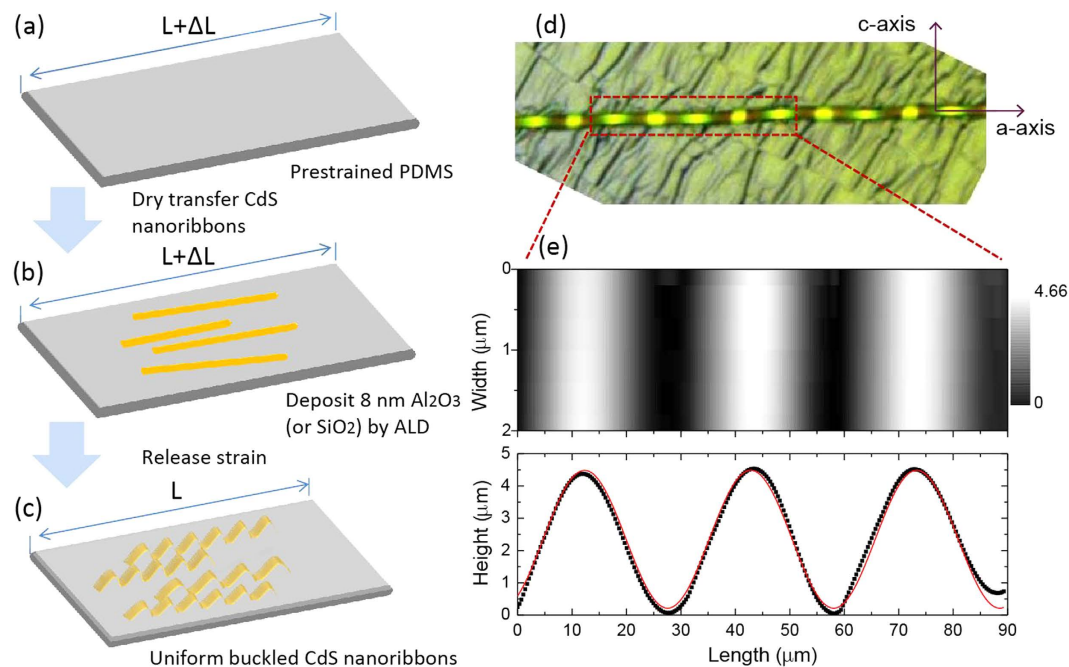 (a)
L+ΔL
Prestrained PDMS
Dry transfer CdS
nanoribbons
(b)
L+ΔL
Deposit 8 nm Al2O3
(or SiO2) by ALD
Release strain
(c)
L
Uniform buckled CdS nanoribbons
(d)
c-axis
a-axis
(e)
0
1
2
Width (μm)
4.66
0
5
4
3
2
1
0
Height (μm)
0 10 20 30 40 50 60 70 80 90
Length (μm)